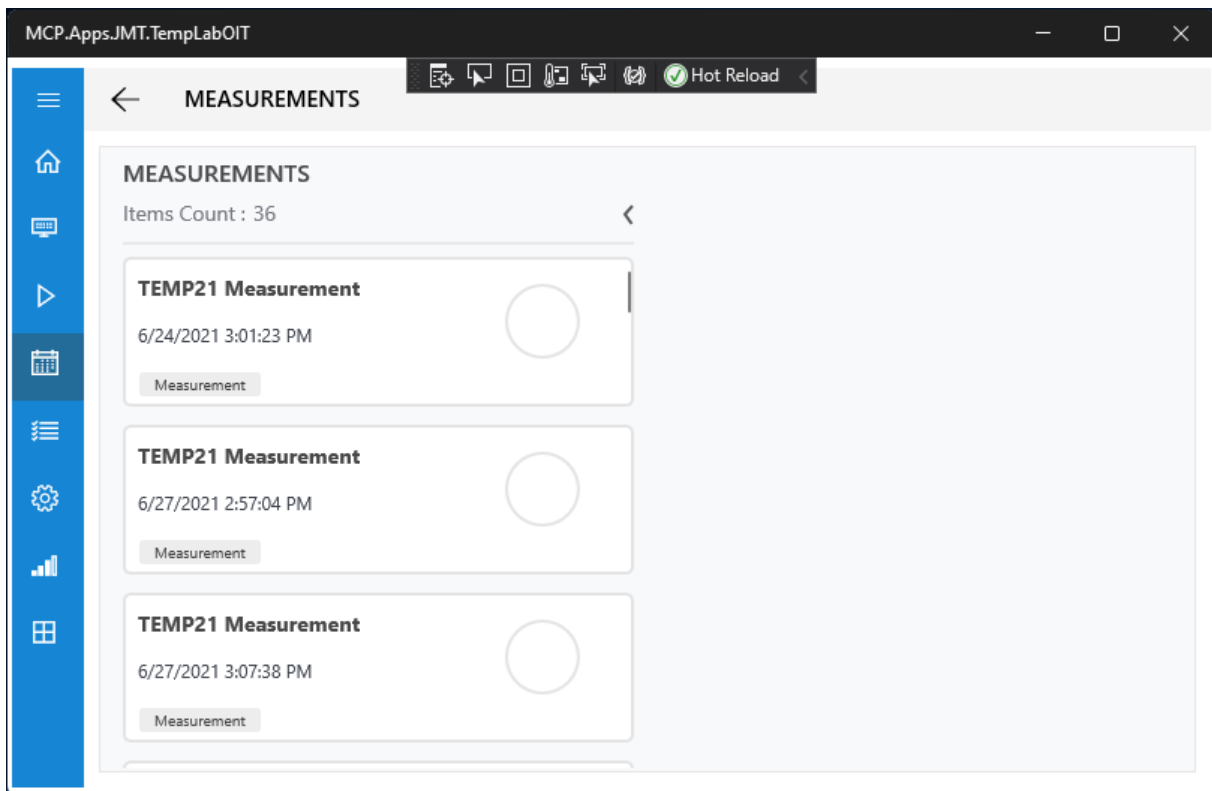 MCP.Apps.JMT.TempLabOIT
Hot Reload
MEASUREMENTS
MEASUREMENTS
Items Count : 36
TEMP21 Measurement
6/24/2021 3:01:23 PM
Measurement
TEMP21 Measurement
6/27/2021 2:57:04 PM
Measurement
TEMP21 Measurement
6/27/2021 3:07:38 PM
Measurement